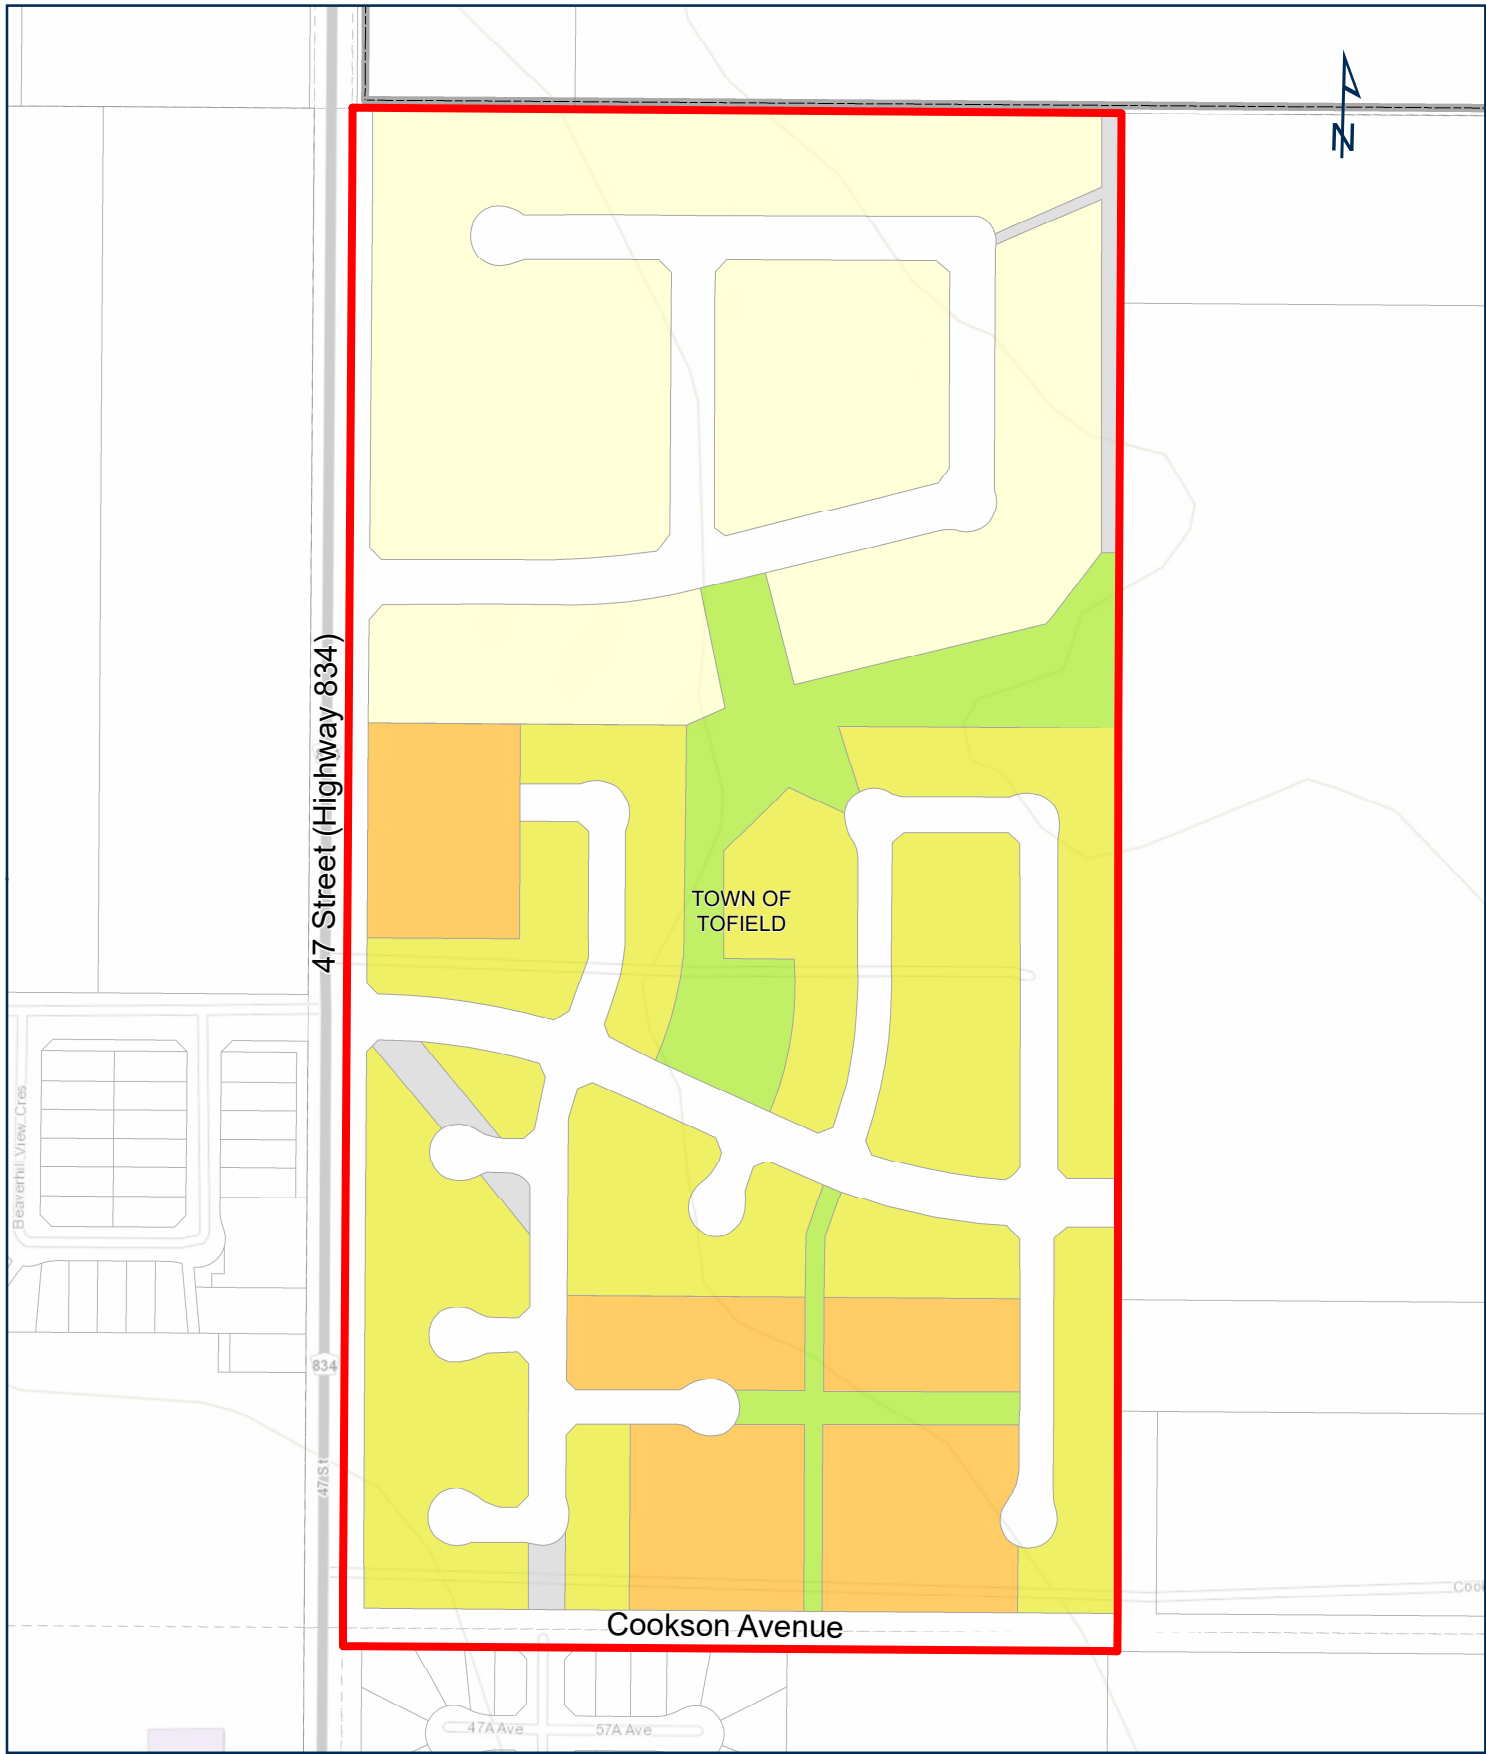 N
47 Street (Highway 834)
TOWN OF
TOFIELD
Beaverhill View Cres
834
47 St
Cookson Avenue
47A Ave
57A Ave